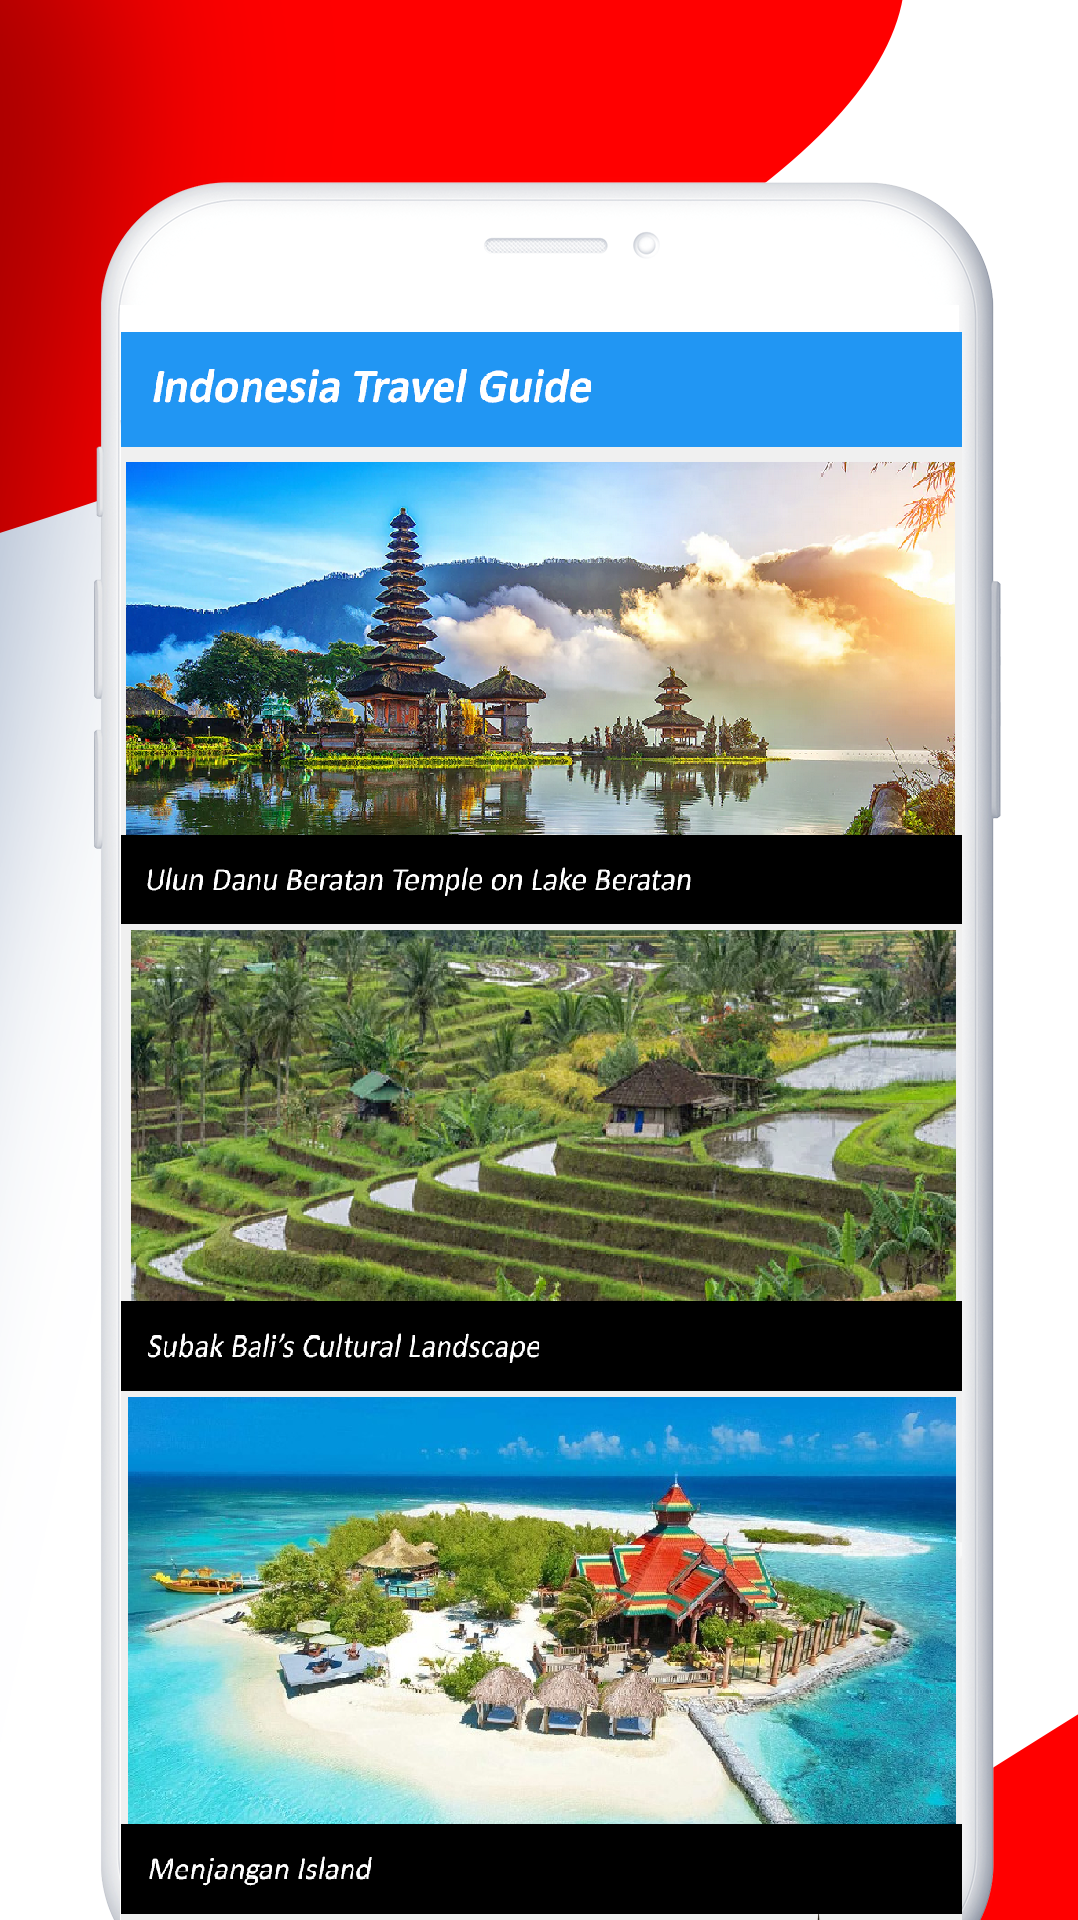 Indonesia Travel Guide
Ulun Danu Beratan Temple on Lake Beratan
Subak Bali’s Cultural Landscape
Menjangan Island